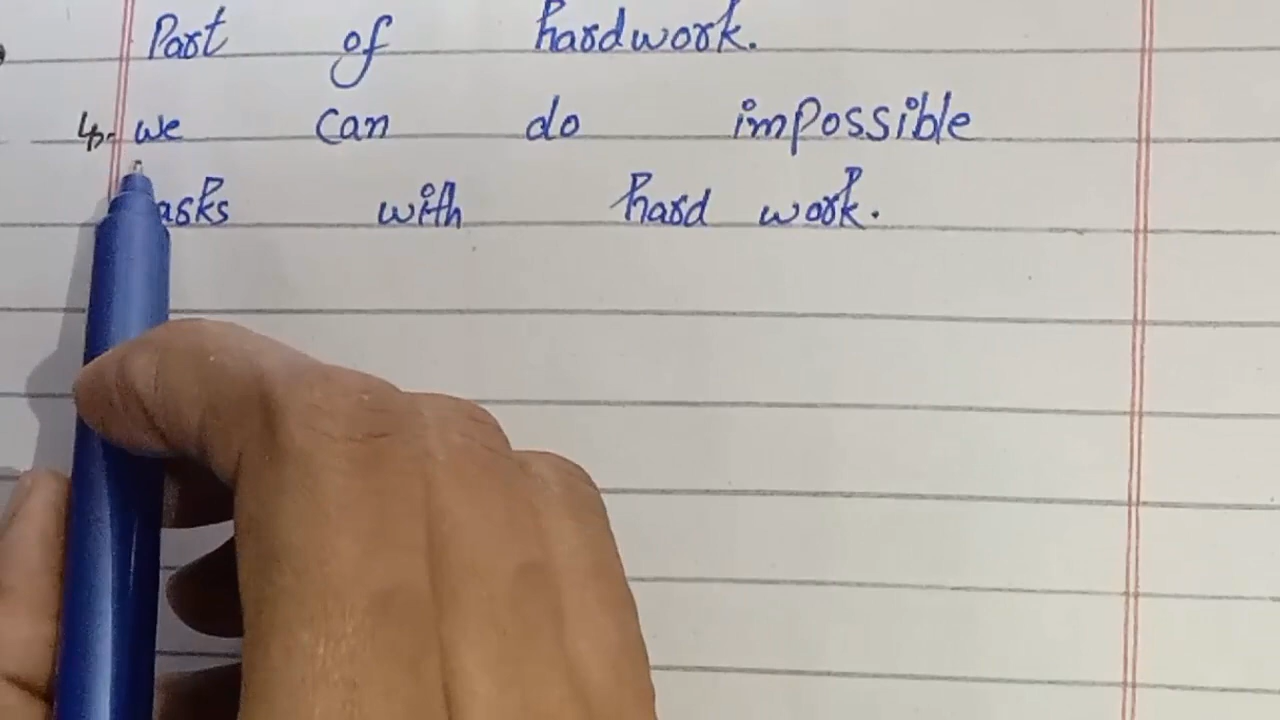 Part of hardwork.
4- we can do impossible
asks with hard work.